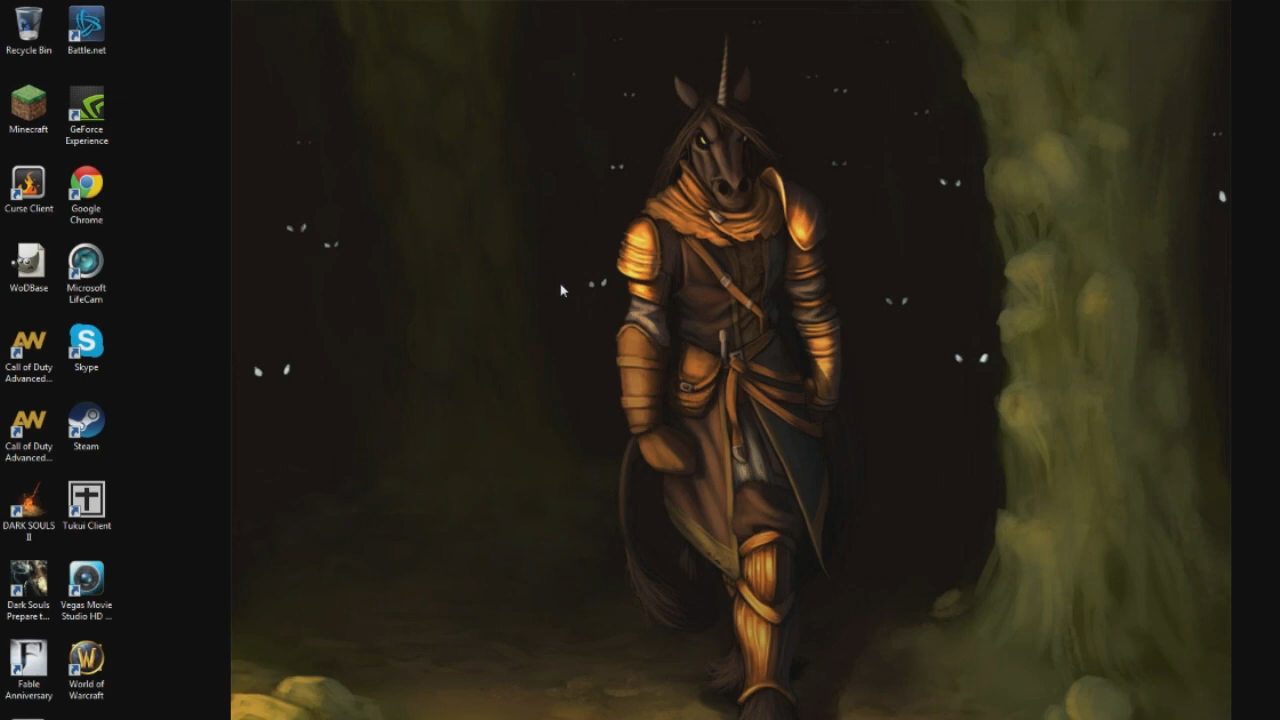 Recycle Bin
Battle.net
Minecraft
GeForce
Experience
Curse Client
Google
Chrome
WoDBase
Microsoft
LifeCam
Call of Duty
Advanced...
Skype
Call of Duty
Advanced...
Steam
DARK SOULS
II
Tukui Client
Dark Souls
Prepare t...
Vegas Movie
Studio HD ...
Fable
Anniversary
World of
Warcraft